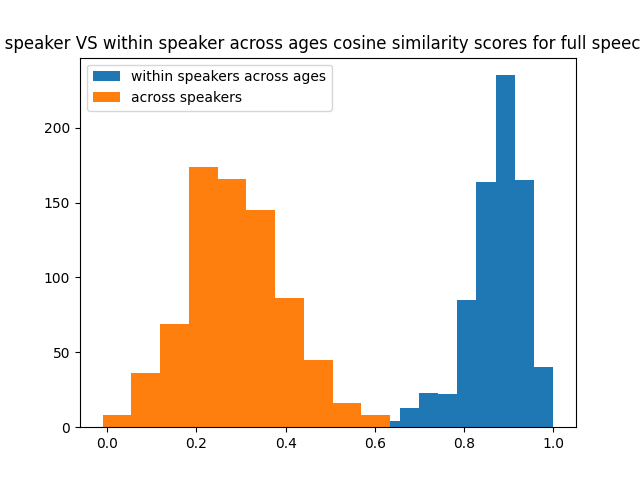 speaker VS within speaker across ages cosine similarity scores for full speec
within speakers across ages
across speakers
200
150
100
50
0
0.0 0.2 0.4 0.6 0.8 1.0